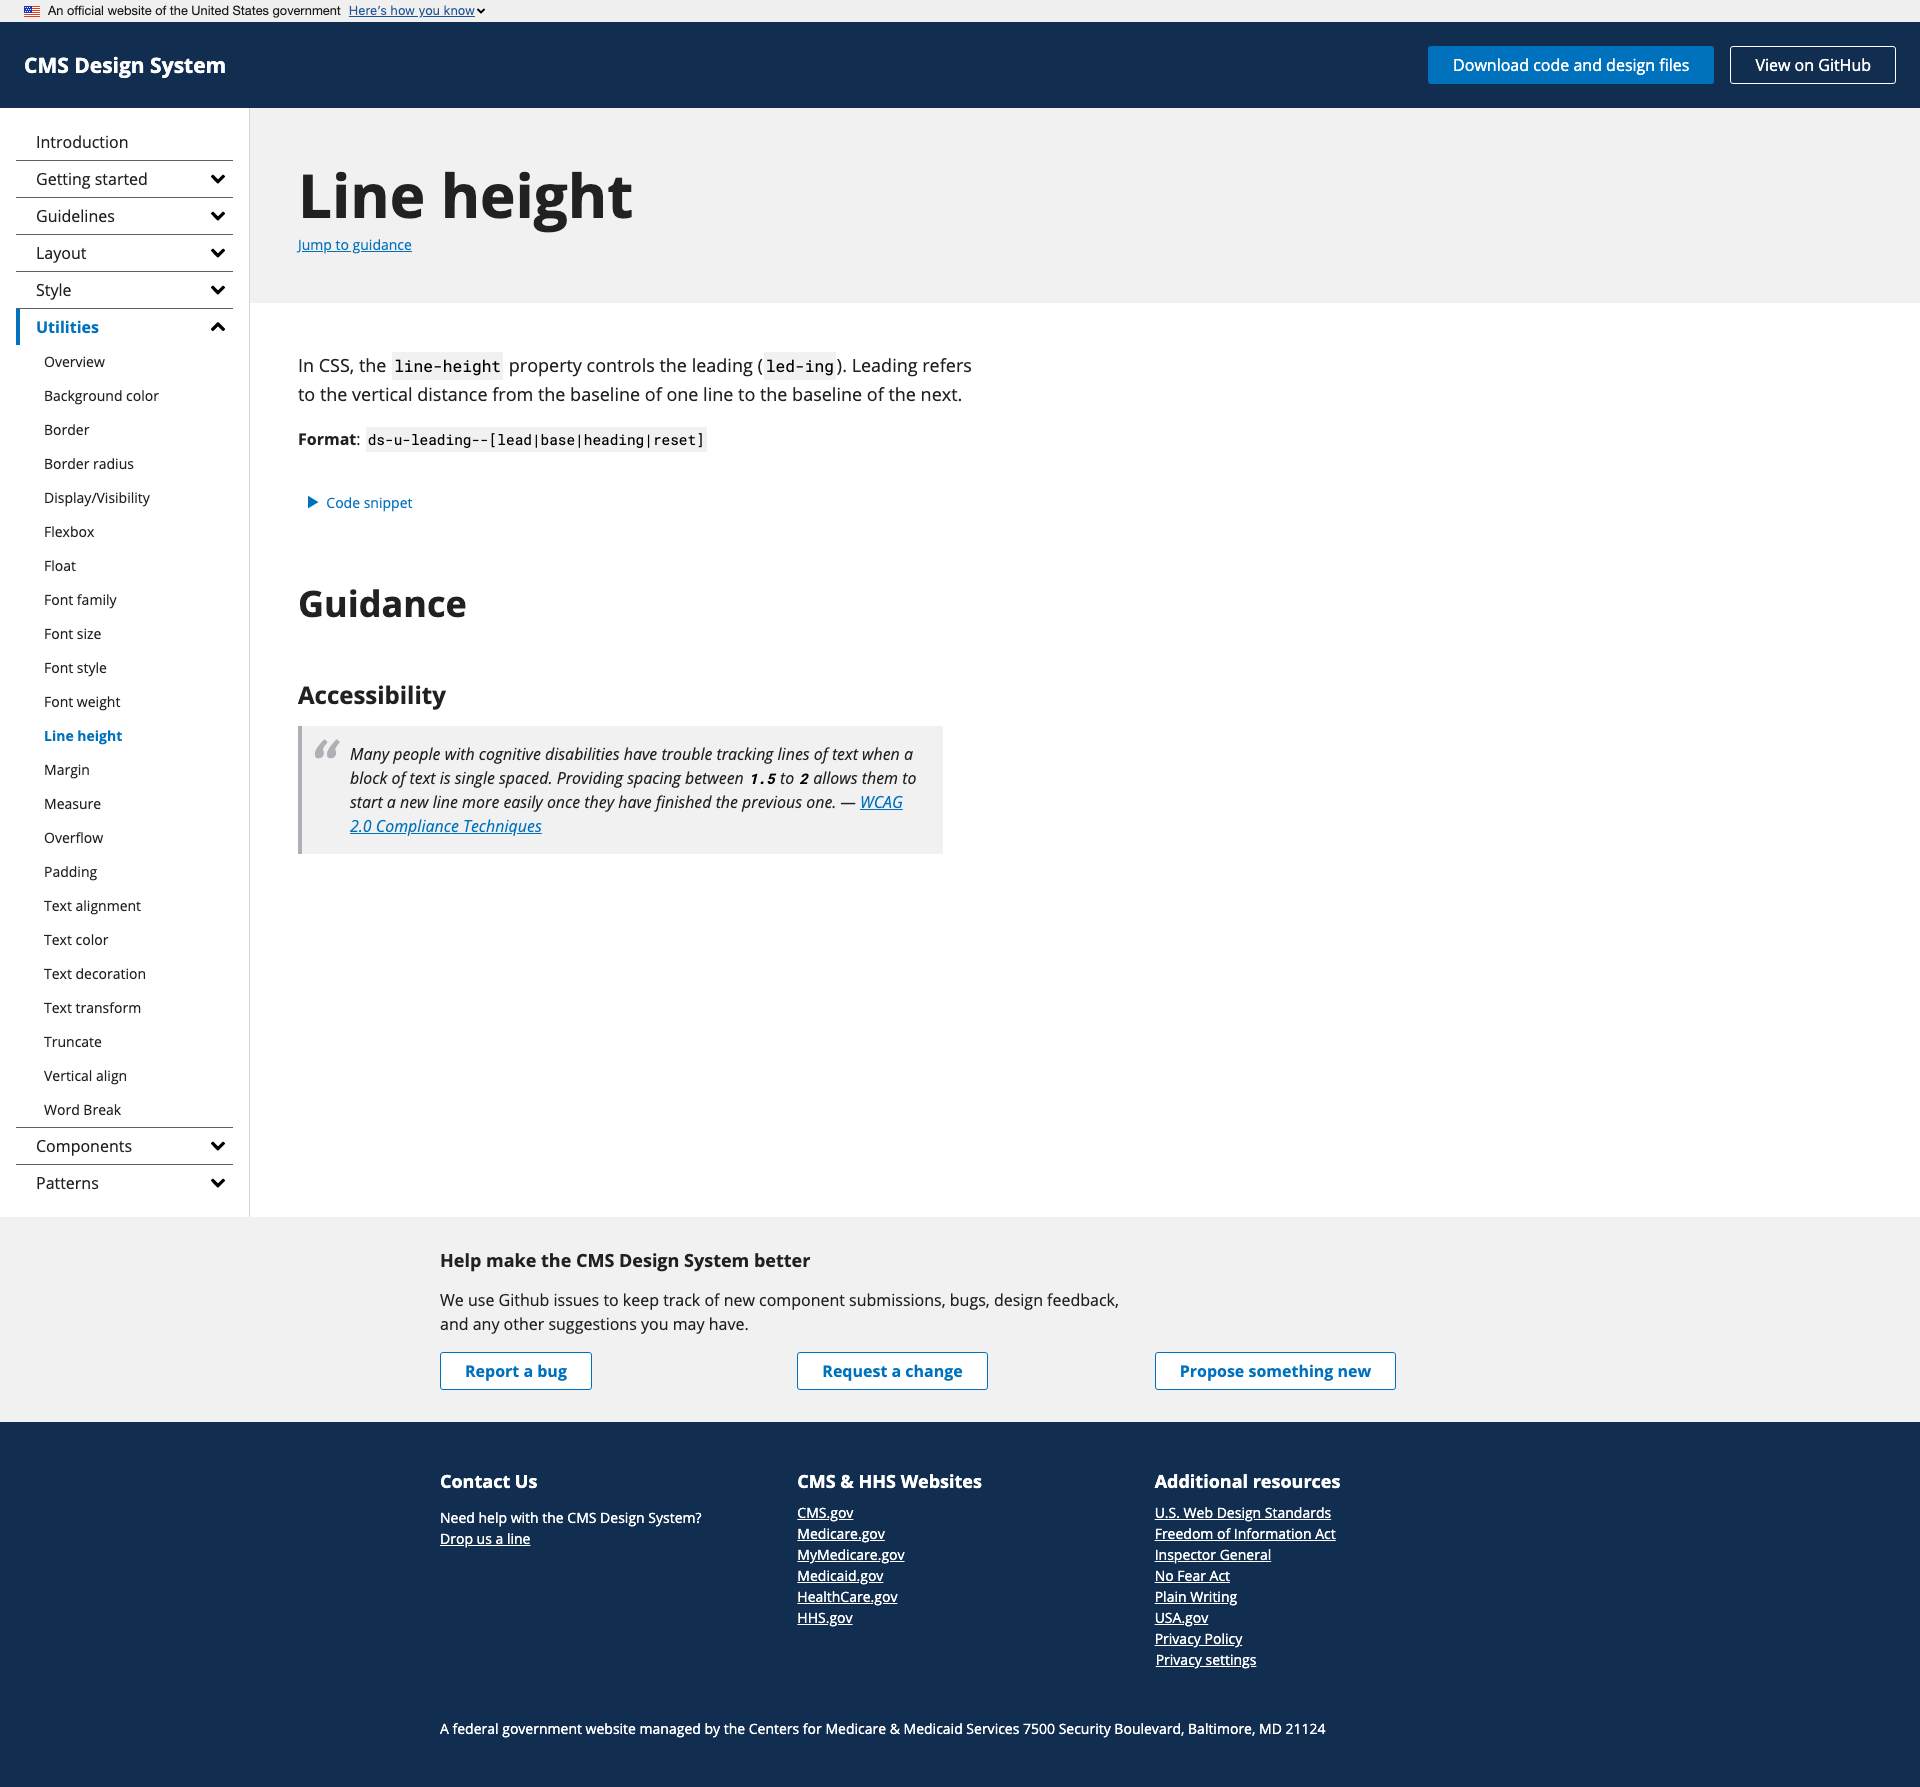 An official website of the United States government Here's how you know
CMS Design System
Download code and design files
View on GitHub
Introduction
Getting started
Guidelines
Layout
Style
Utilities
Overview
Background color
Border
Border radius
Display/Visibility
Flexbox
Float
Font family
Font size
Font style
Font weight
Line height
Margin
Measure
Overflow
Padding
Text alignment
Text color
Text decoration
Text transform
Truncate
Vertical align
Word Break
Components
Patterns
Line height
Jump to guidance
In CSS, the line-height property controls the leading (led-ing). Leading refers
to the vertical distance from the baseline of one line to the baseline of the next.
Format: ds-u-leading--[lead|base|heading|reset]
Code snippet
Guidance
Accessibility
“ Many people with cognitive disabilities have trouble tracking lines of text when a
block of text is single spaced. Providing spacing between 1.5 to 2 allows them to
start a new line more easily once they have finished the previous one. — WCAG
2.0 Compliance Techniques
Help make the CMS Design System better
We use Github issues to keep track of new component submissions, bugs, design feedback,
and any other suggestions you may have.
Report a bug
Request a change
Propose something new
Contact Us
Need help with the CMS Design System?
Drop us a line
CMS & HHS Websites
CMS.gov
Medicare.gov
MyMedicare.gov
Medicaid.gov
HealthCare.gov
HHS.gov
Additional resources
U.S. Web Design Standards
Freedom of Information Act
Inspector General
No Fear Act
Plain Writing
USA.gov
Privacy Policy
Privacy settings
A federal government website managed by the Centers for Medicare & Medicaid Services 7500 Security Boulevard, Baltimore, MD 21124